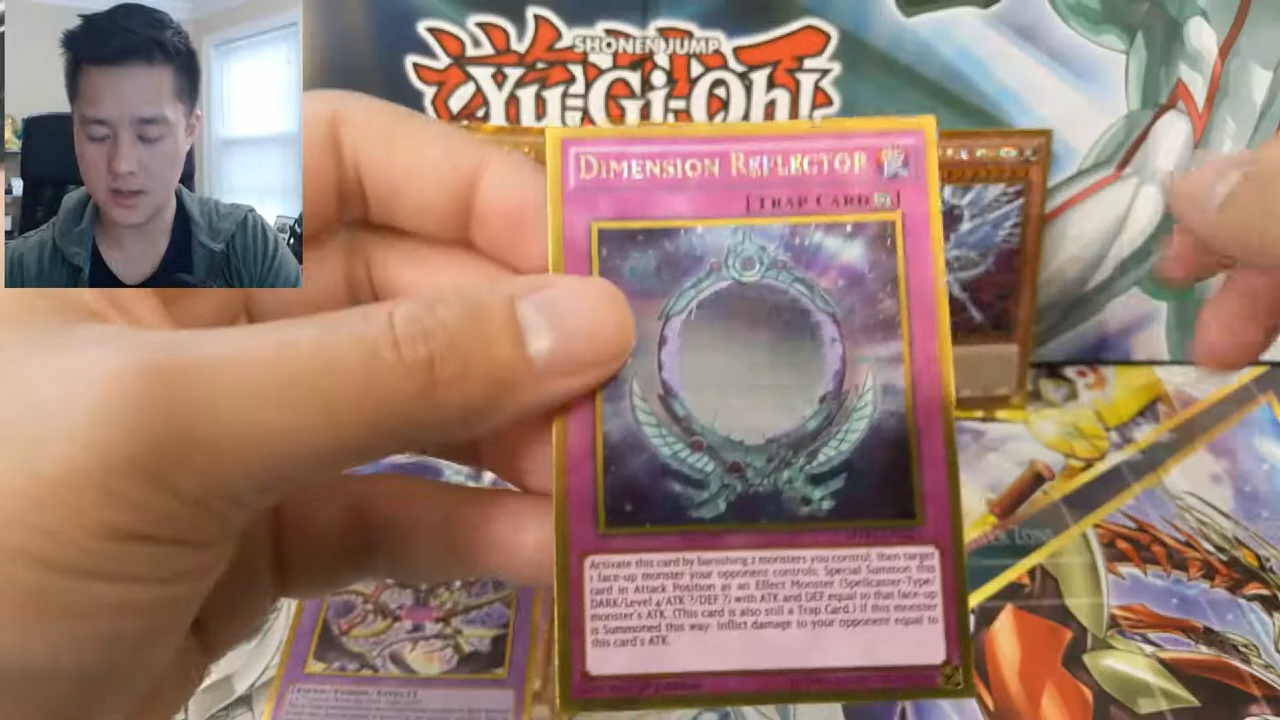 SHONEN JUMP
Yu-Gi-Oh!
DIMENSION REFLECTOR
[TRAP CARD]
Activate this card by banishing 2 monsters you control, then target
1 face-up monster your opponent controls; Special Summon this
card in Attack Position as an Effect Monster (Spellcaster-Type/
DARK/Level 4/ATK ?/DEF ?) with ATK and DEF equal to that face-up
monster's ATK. (This card is also still a Trap Card.) If this monster
is Summoned this way: Inflict damage to your opponent equal to
this card's ATK.
[FIEND/FUSION/EFFECT]